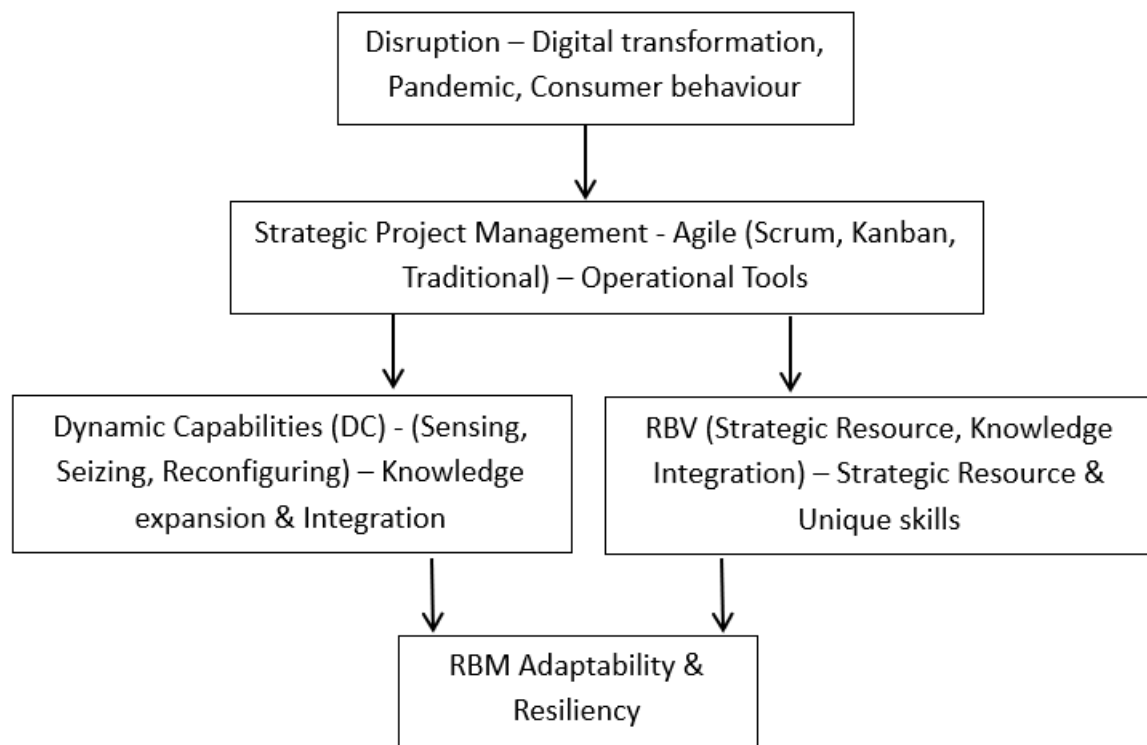 Disruption – Digital transformation,
Pandemic, Consumer behaviour
Strategic Project Management - Agile (Scrum, Kanban,
Traditional) – Operational Tools
Dynamic Capabilities (DC) - (Sensing,
Seizing, Reconfiguring) – Knowledge
expansion & Integration
RBV (Strategic Resource, Knowledge
Integration) – Strategic Resource &
Unique skills
RBM Adaptability &
Resiliency